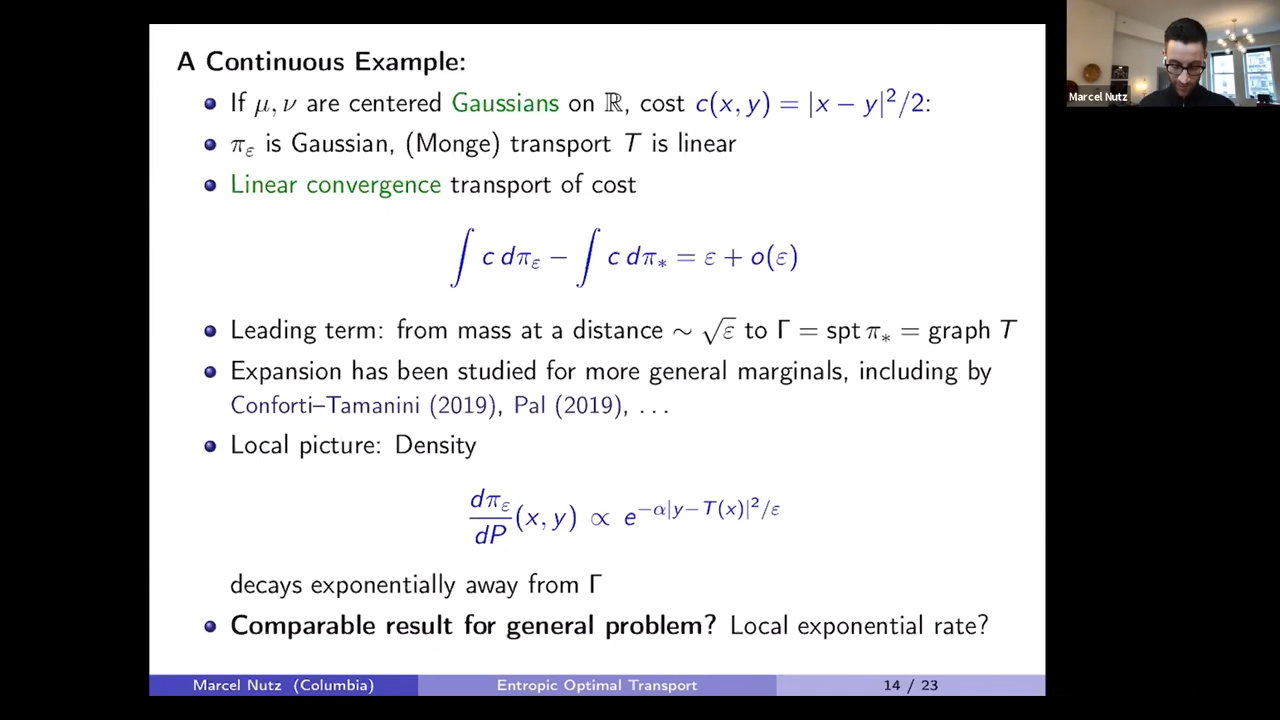 A Continuous Example:
If μ, ν are centered Gaussians on ℝ, cost c(x, y) = |x − y|²/2:
π_ε is Gaussian, (Monge) transport T is linear
Linear convergence transport of cost
∫ c dπ_ε − ∫ c dπ_* = ε + o(ε)
Leading term: from mass at a distance ∼ √ε to Γ = spt π_* = graph T
Expansion has been studied for more general marginals, including by
Conforti–Tamanini (2019), Pal (2019), …
Local picture: Density
dπ_ε/dP (x, y) ∝ e^{−α|y−T(x)|²/ε}
decays exponentially away from Γ
Comparable result for general problem? Local exponential rate?
Marcel Nutz (Columbia) Entropic Optimal Transport 14 / 23
Marcel Nutz